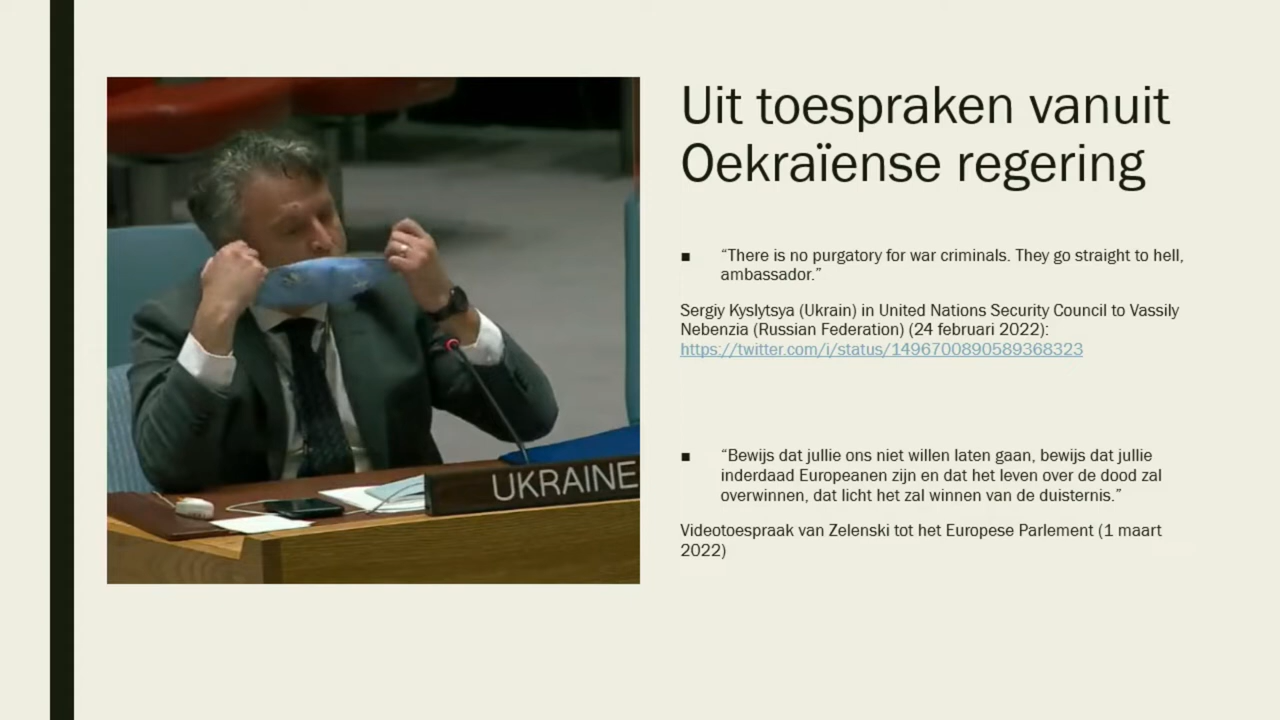 Uit toespraken vanuit
Oekraïense regering
■ “There is no purgatory for war criminals. They go straight to hell,
ambassador.”
Sergiy Kyslytsya (Ukrain) in United Nations Security Council to Vassily
Nebenzia (Russian Federation) (24 februari 2022):
https://twitter.com/i/status/1496700890589368323
■ “Bewijs dat jullie ons niet willen laten gaan, bewijs dat jullie
inderdaad Europeanen zijn en dat het leven over de dood zal
overwinnen, dat licht het zal winnen van de duisternis.”
Videotoespraak van Zelenski tot het Europese Parlement (1 maart
2022)
UKRAINE